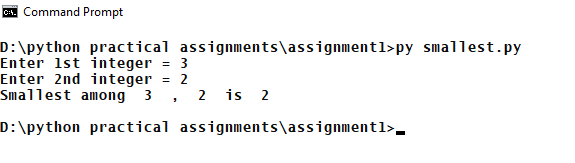 Command Prompt
D:\python practical assignments\assignment1>py smallest.py
Enter 1st integer = 3
Enter 2nd integer = 2
Smallest among  3  ,  2  is  2
D:\python practical assignments\assignment1>